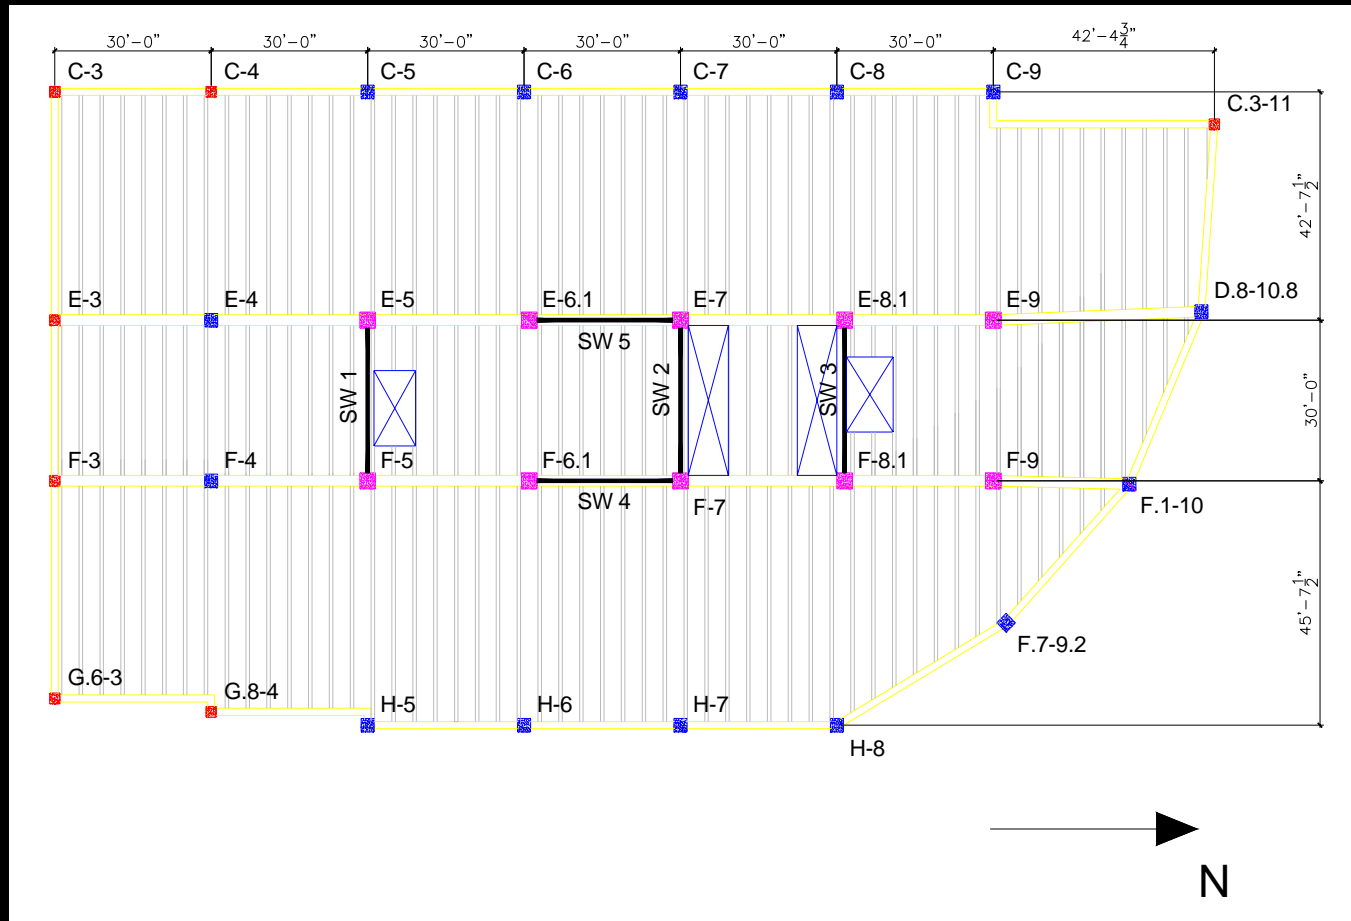 30'-0" 30'-0" 30'-0" 30'-0" 30'-0" 30'-0" 42'-4 3/4"
C-3 C-4 C-5 C-6 C-7 C-8 C-9
C.3-11
42'-7 1/2"
D.8-10.8
E-3 E-4 E-5 E-6.1 E-7 E-8.1 E-9
SW 5
SW 1
SW 2
SW 3
30'-0"
F-3 F-4 F-5 F-6.1 F-8.1 F-9
SW 4
F-7
F.1-10
45'-7 1/2"
F.7-9.2
G.6-3
G.8-4
H-5 H-6 H-7
H-8
N